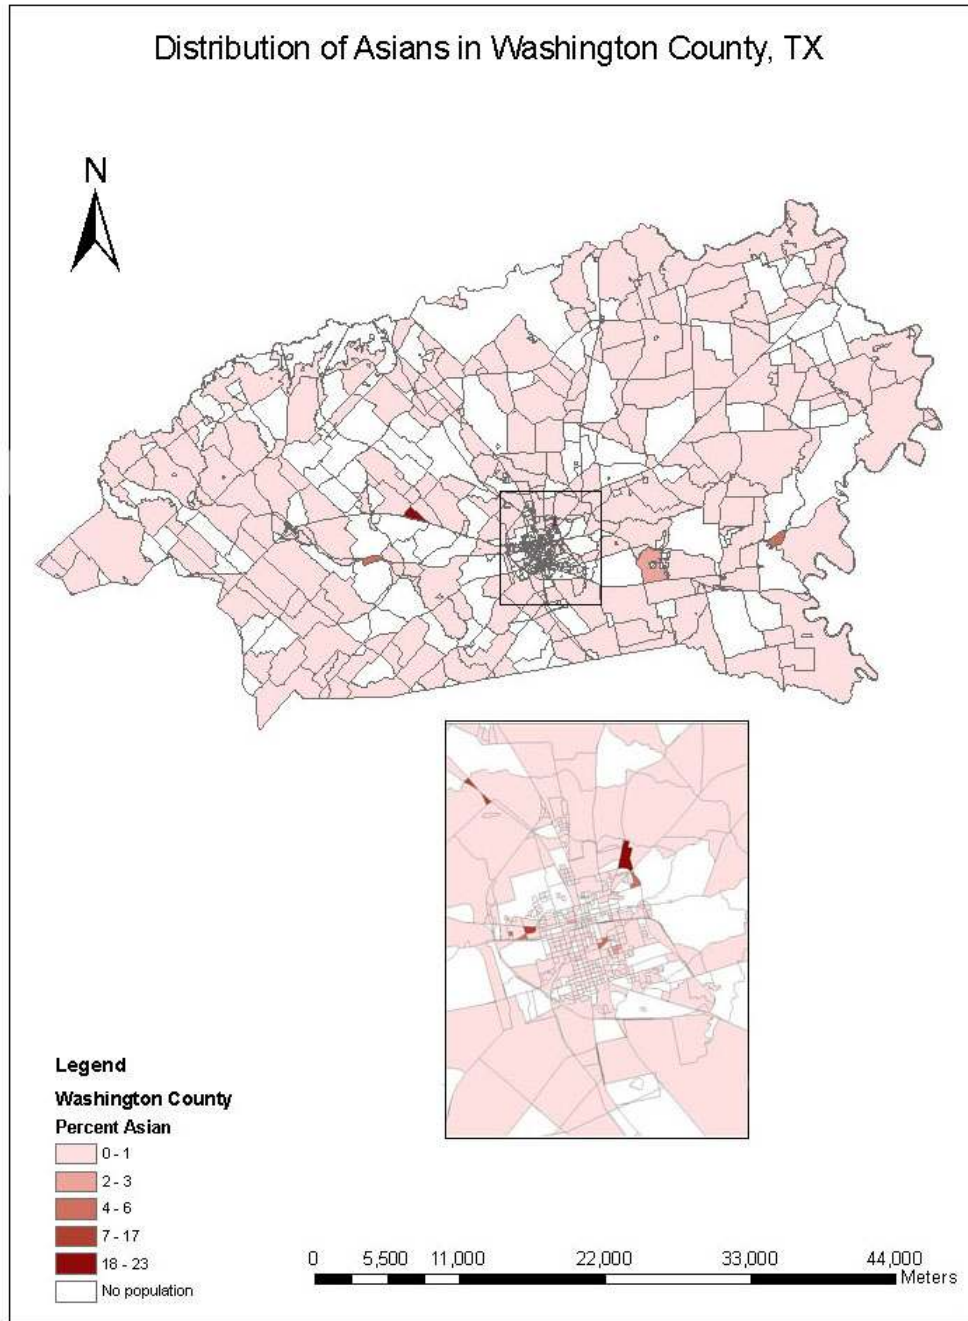 Distribution of Asians in Washington County, TX
N
Legend
Washington County
Percent Asian
0 - 1
2 - 3
4 - 6
7 - 17
18 - 23
No population
0 5,500 11,000 22,000 33,000 44,000
Meters